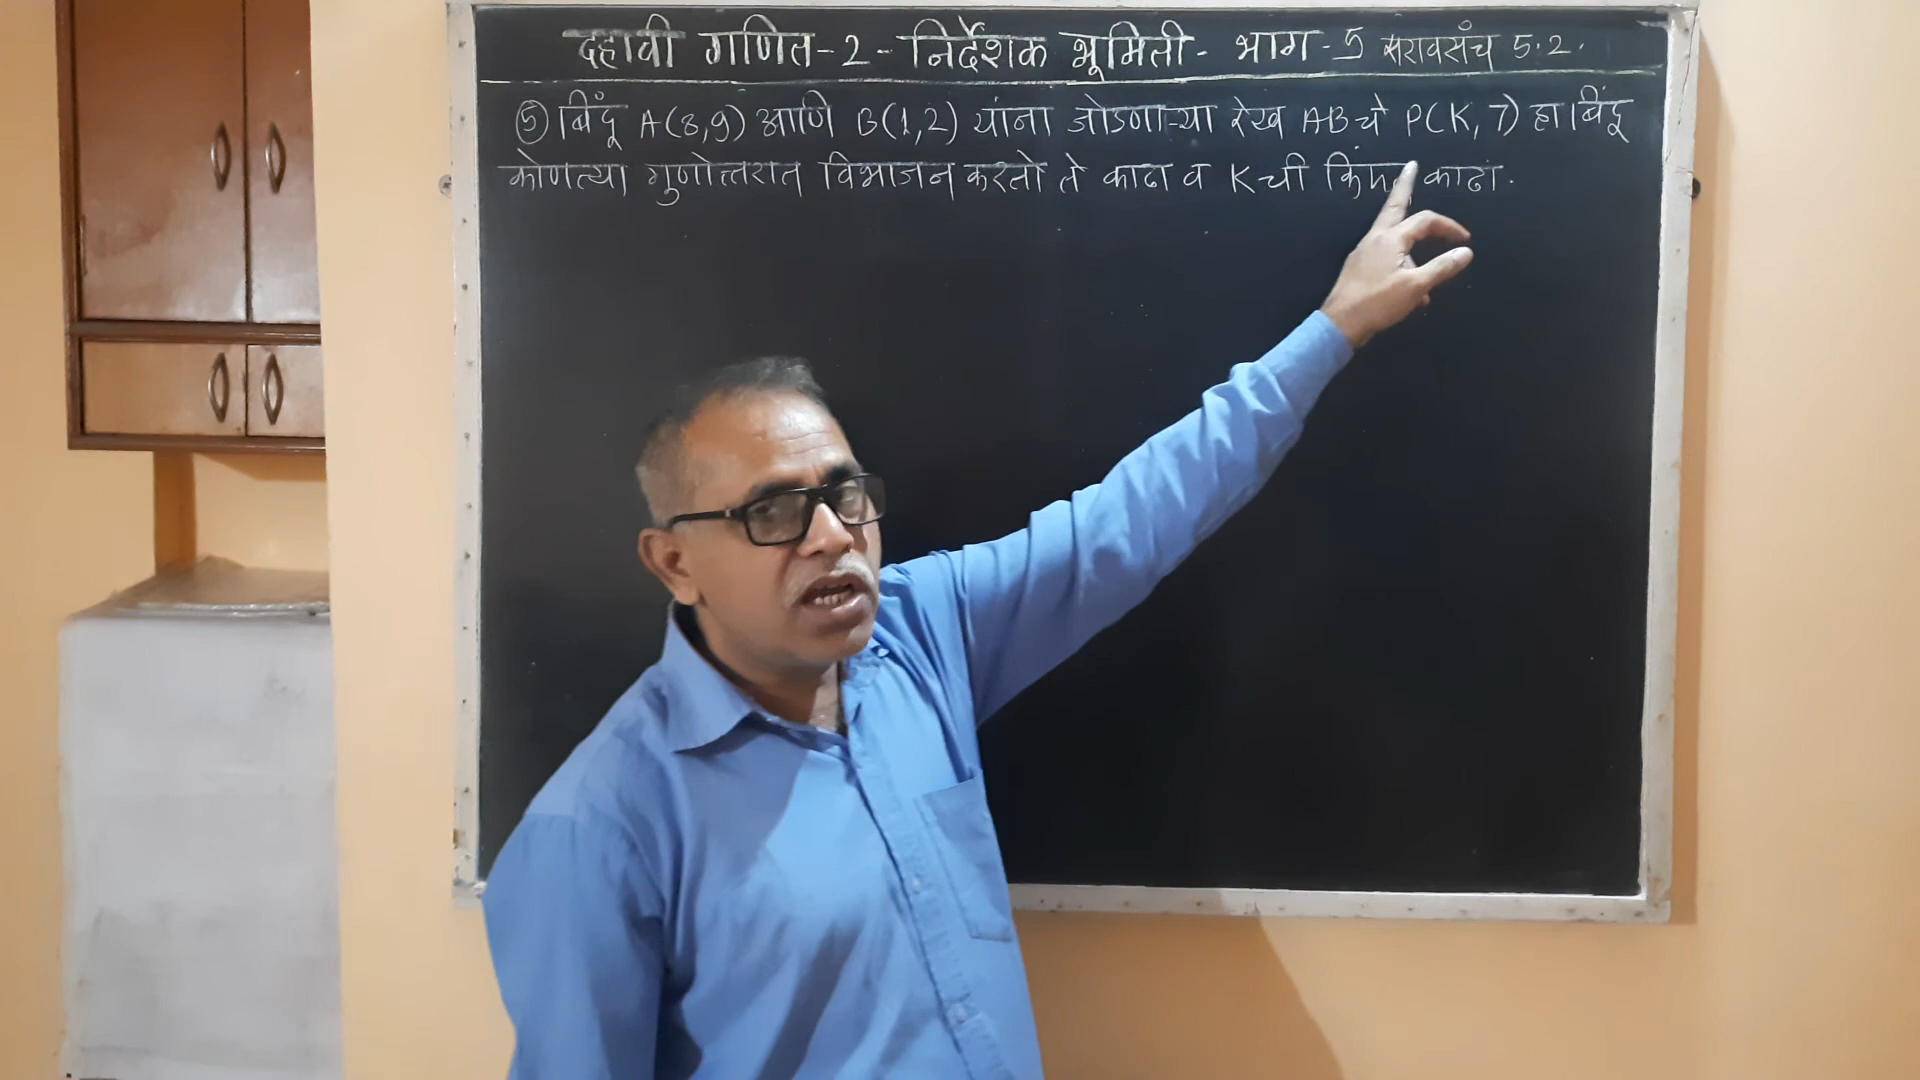 दहावी गणित-2-निर्देशक भूमिती- भाग-5 सरावसंच 5.2.
⑤ बिंदू A(8,9) आणि B(1,2) यांना जोडणाऱ्या रेख AB चे P(K,7) हा बिंदू
कोणत्या गुणोत्तरात विभाजन करतो ते काढा व K ची किंमत काढा.